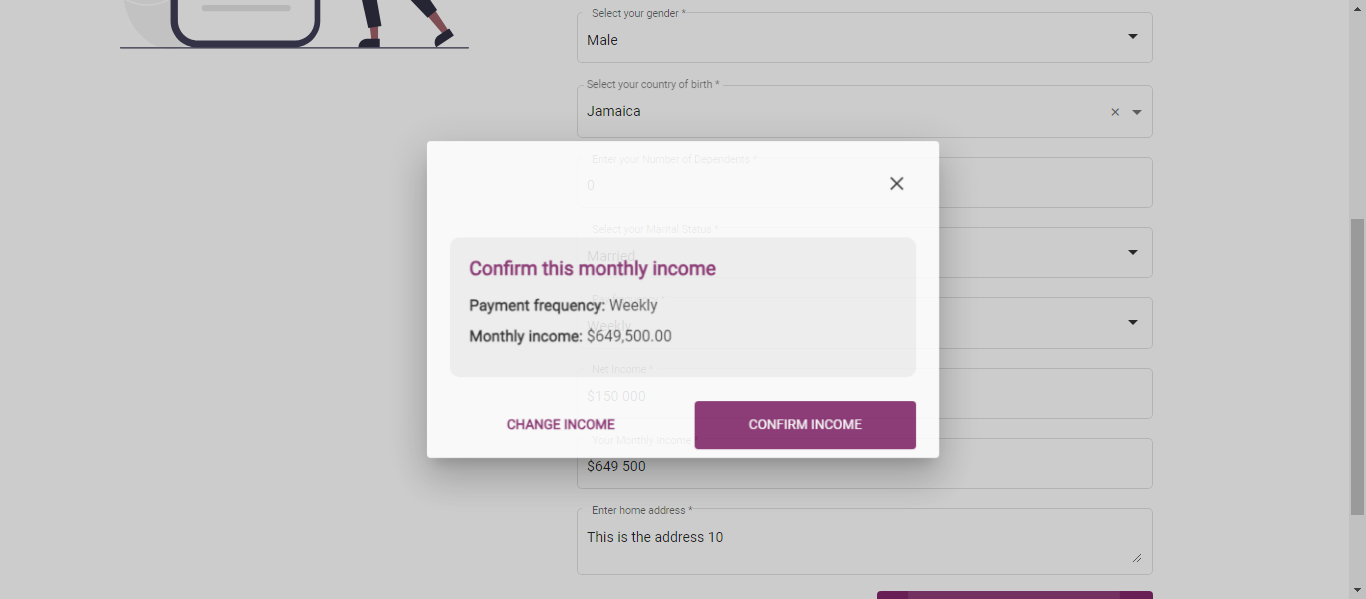 Select your gender *
Male
Select your country of birth *
Jamaica
Enter your Number of Dependents *
0
Select your Marital Status *
Married
Confirm this monthly income
Payment frequency: Weekly
Weekly
Monthly income: $649,500.00
Net Income *
$150 000
CHANGE INCOME
CONFIRM INCOME
Your Monthly Income
$649 500
Enter home address *
This is the address 10